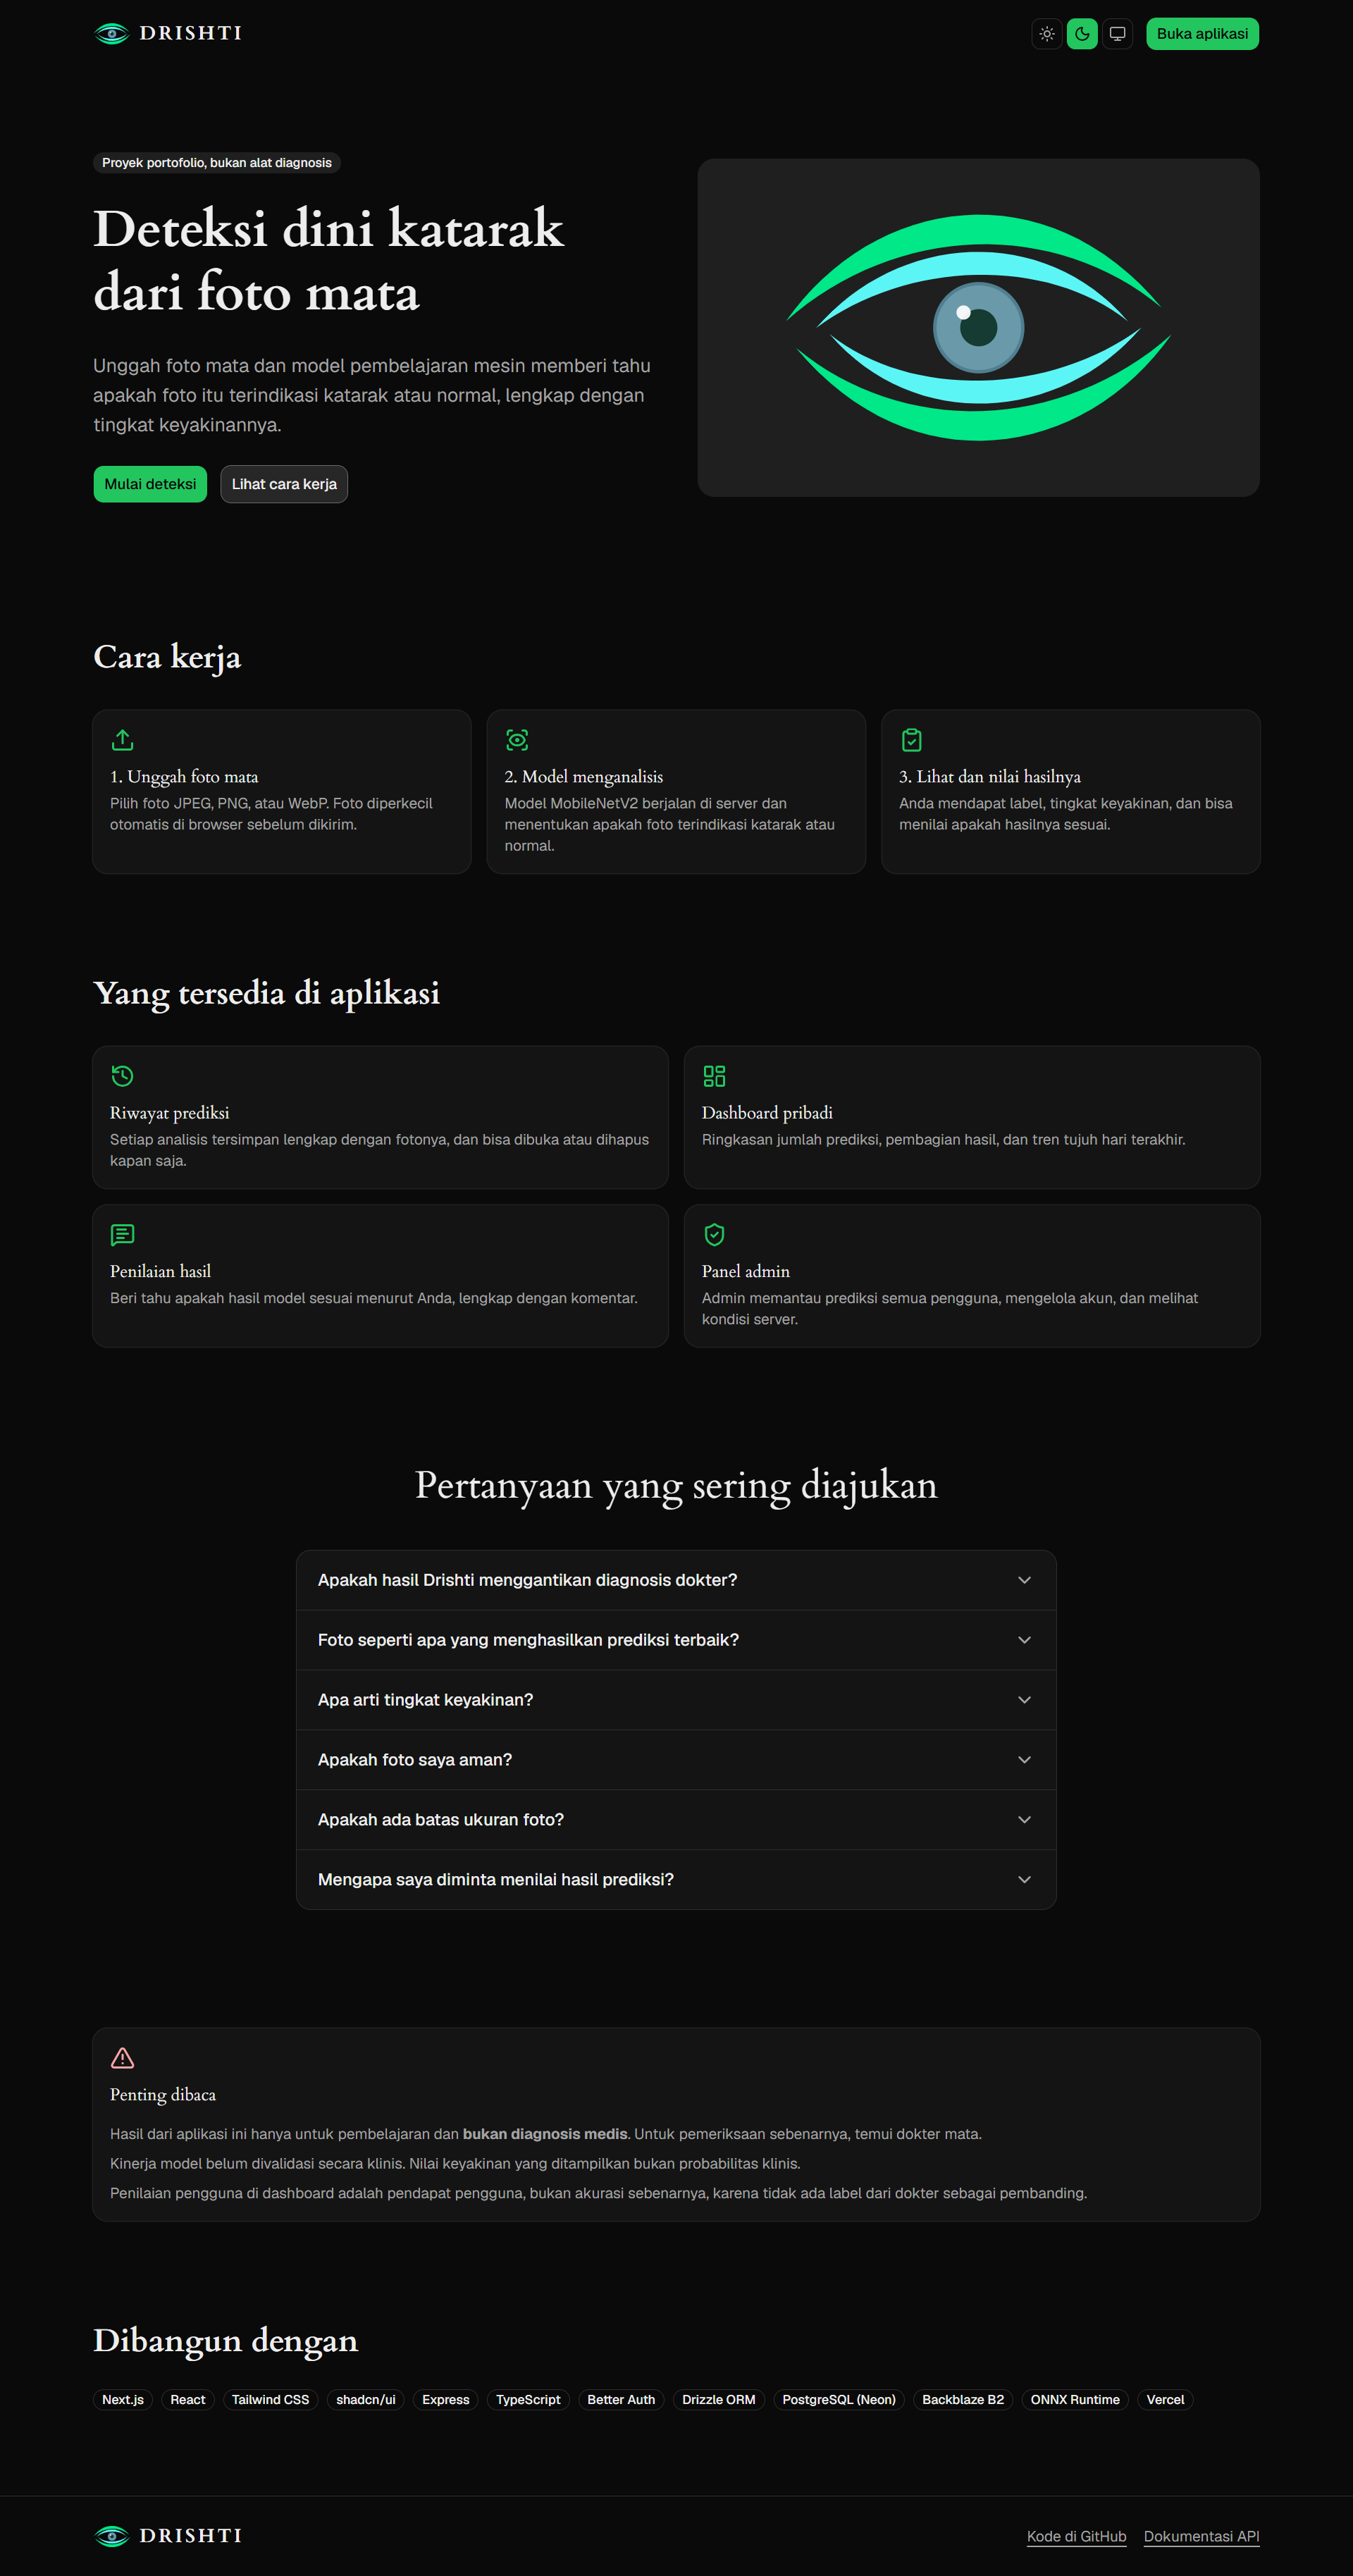 DRISHTI
Buka aplikasi
Proyek portofolio, bukan alat diagnosis
Deteksi dini katarak
dari foto mata
Unggah foto mata dan model pembelajaran mesin memberi tahu
apakah foto itu terindikasi katarak atau normal, lengkap dengan
tingkat keyakinannya.
Mulai deteksi
Lihat cara kerja
Cara kerja
1. Unggah foto mata
Pilih foto JPEG, PNG, atau WebP. Foto diperkecil
otomatis di browser sebelum dikirim.
2. Model menganalisis
Model MobileNetV2 berjalan di server dan
menentukan apakah foto terindikasi katarak atau
normal.
3. Lihat dan nilai hasilnya
Anda mendapat label, tingkat keyakinan, dan bisa
menilai apakah hasilnya sesuai.
Yang tersedia di aplikasi
Riwayat prediksi
Setiap analisis tersimpan lengkap dengan fotonya, dan bisa dibuka atau dihapus
kapan saja.
Dashboard pribadi
Ringkasan jumlah prediksi, pembagian hasil, dan tren tujuh hari terakhir.
Penilaian hasil
Beri tahu apakah hasil model sesuai menurut Anda, lengkap dengan komentar.
Panel admin
Admin memantau prediksi semua pengguna, mengelola akun, dan melihat
kondisi server.
Pertanyaan yang sering diajukan
Apakah hasil Drishti menggantikan diagnosis dokter?
Foto seperti apa yang menghasilkan prediksi terbaik?
Apa arti tingkat keyakinan?
Apakah foto saya aman?
Apakah ada batas ukuran foto?
Mengapa saya diminta menilai hasil prediksi?
Penting dibaca
Hasil dari aplikasi ini hanya untuk pembelajaran dan bukan diagnosis medis. Untuk pemeriksaan sebenarnya, temui dokter mata.
Kinerja model belum divalidasi secara klinis. Nilai keyakinan yang ditampilkan bukan probabilitas klinis.
Penilaian pengguna di dashboard adalah pendapat pengguna, bukan akurasi sebenarnya, karena tidak ada label dari dokter sebagai pembanding.
Dibangun dengan
Next.js
React
Tailwind CSS
shadcn/ui
Express
TypeScript
Better Auth
Drizzle ORM
PostgreSQL (Neon)
Backblaze B2
ONNX Runtime
Vercel
DRISHTI
Kode di GitHub
Dokumentasi API